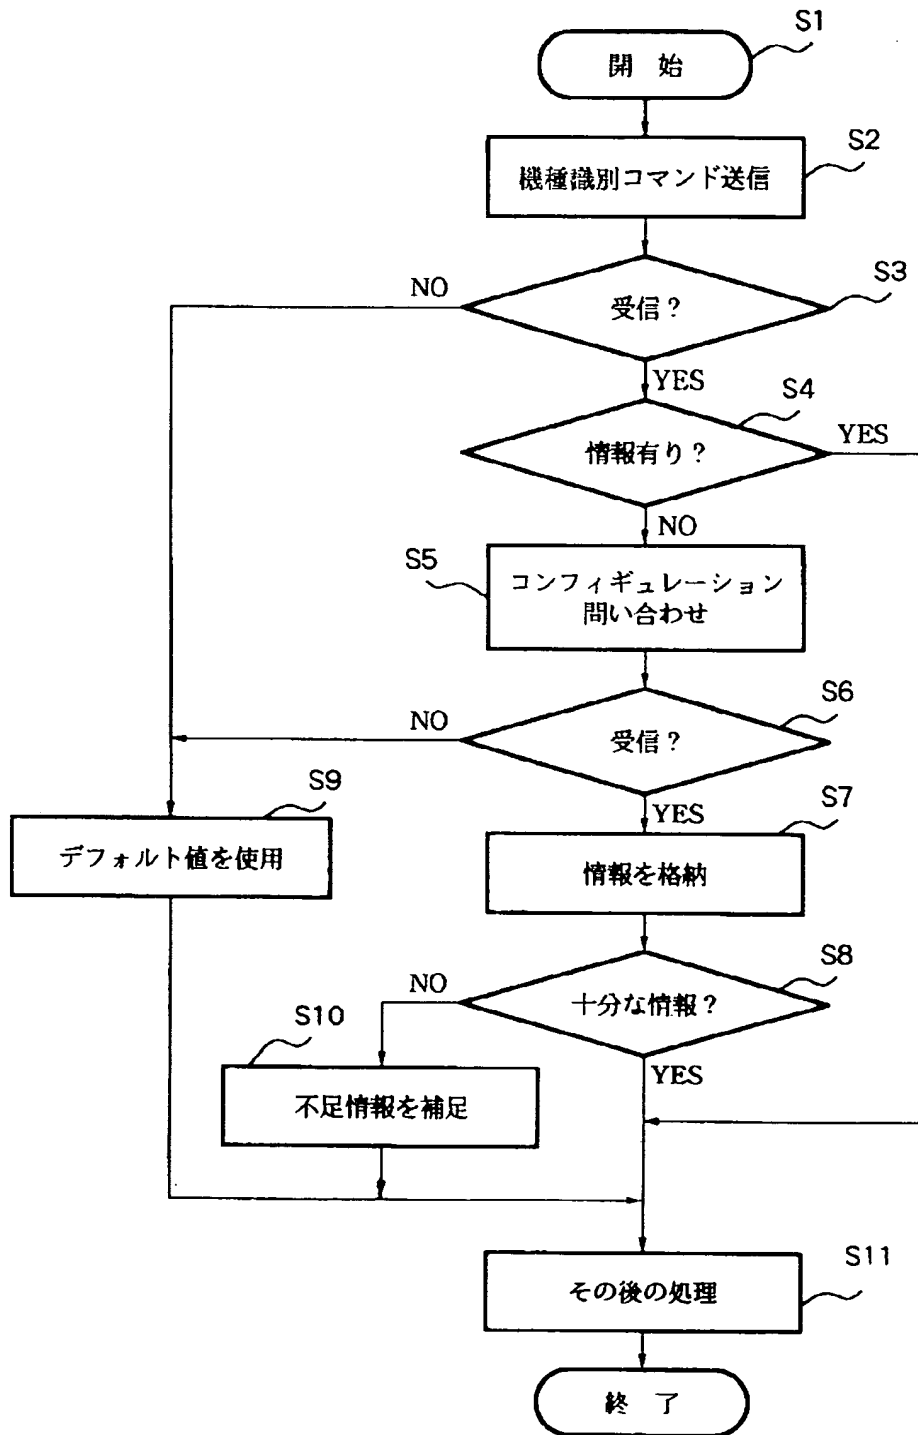 S1
開 始
S2
機種識別コマンド送信
S3
NO
受信?
YES
S4
情報有り?
YES
NO
S5
コンフィギュレーション
問い合わせ
S6
NO
受信?
YES
S7
S9
デフォルト値を使用
情報を格納
S8
NO
十分な情報?
YES
S10
不足情報を補足
S11
その後の処理
終 了